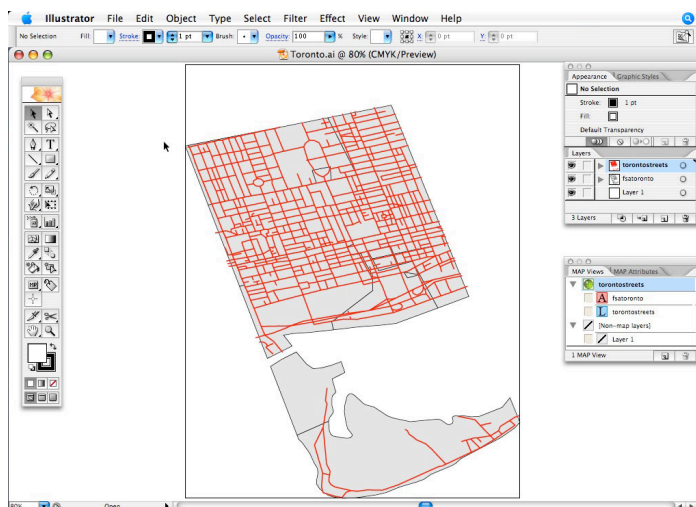 Illustrator File Edit Object Type Select Filter Effect View Window Help
No Selection Fill: Stroke: 1 pt Brush: Opacity: 100 % Style: X: 0 pt Y: 0 pt
Toronto.ai @ 80% (CMYK/Preview)
Appearance Graphic Styles
No Selection
Stroke: 1 pt
Fill:
Default Transparency
Layers
torontostreets
fsatoronto
Layer 1
3 Layers
MAP Views MAP Attributes
torontostreets
A fsatoronto
L torontostreets
[Non-map layers]
Layer 1
1 MAP View
T
80% Open